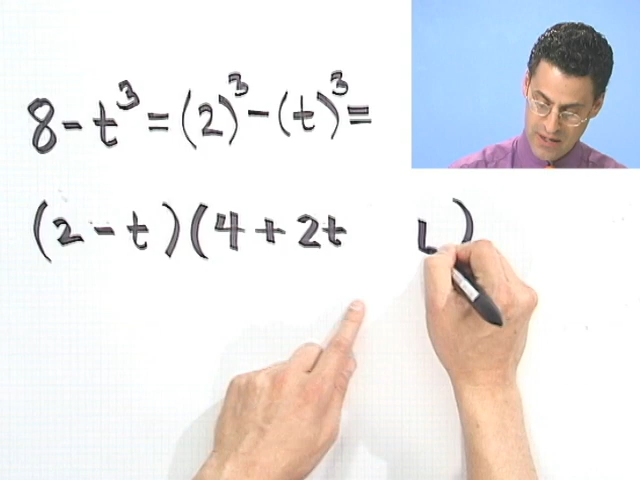 8 - t³ = (2)³ - (t)³ =
(2 - t)(4 + 2t )